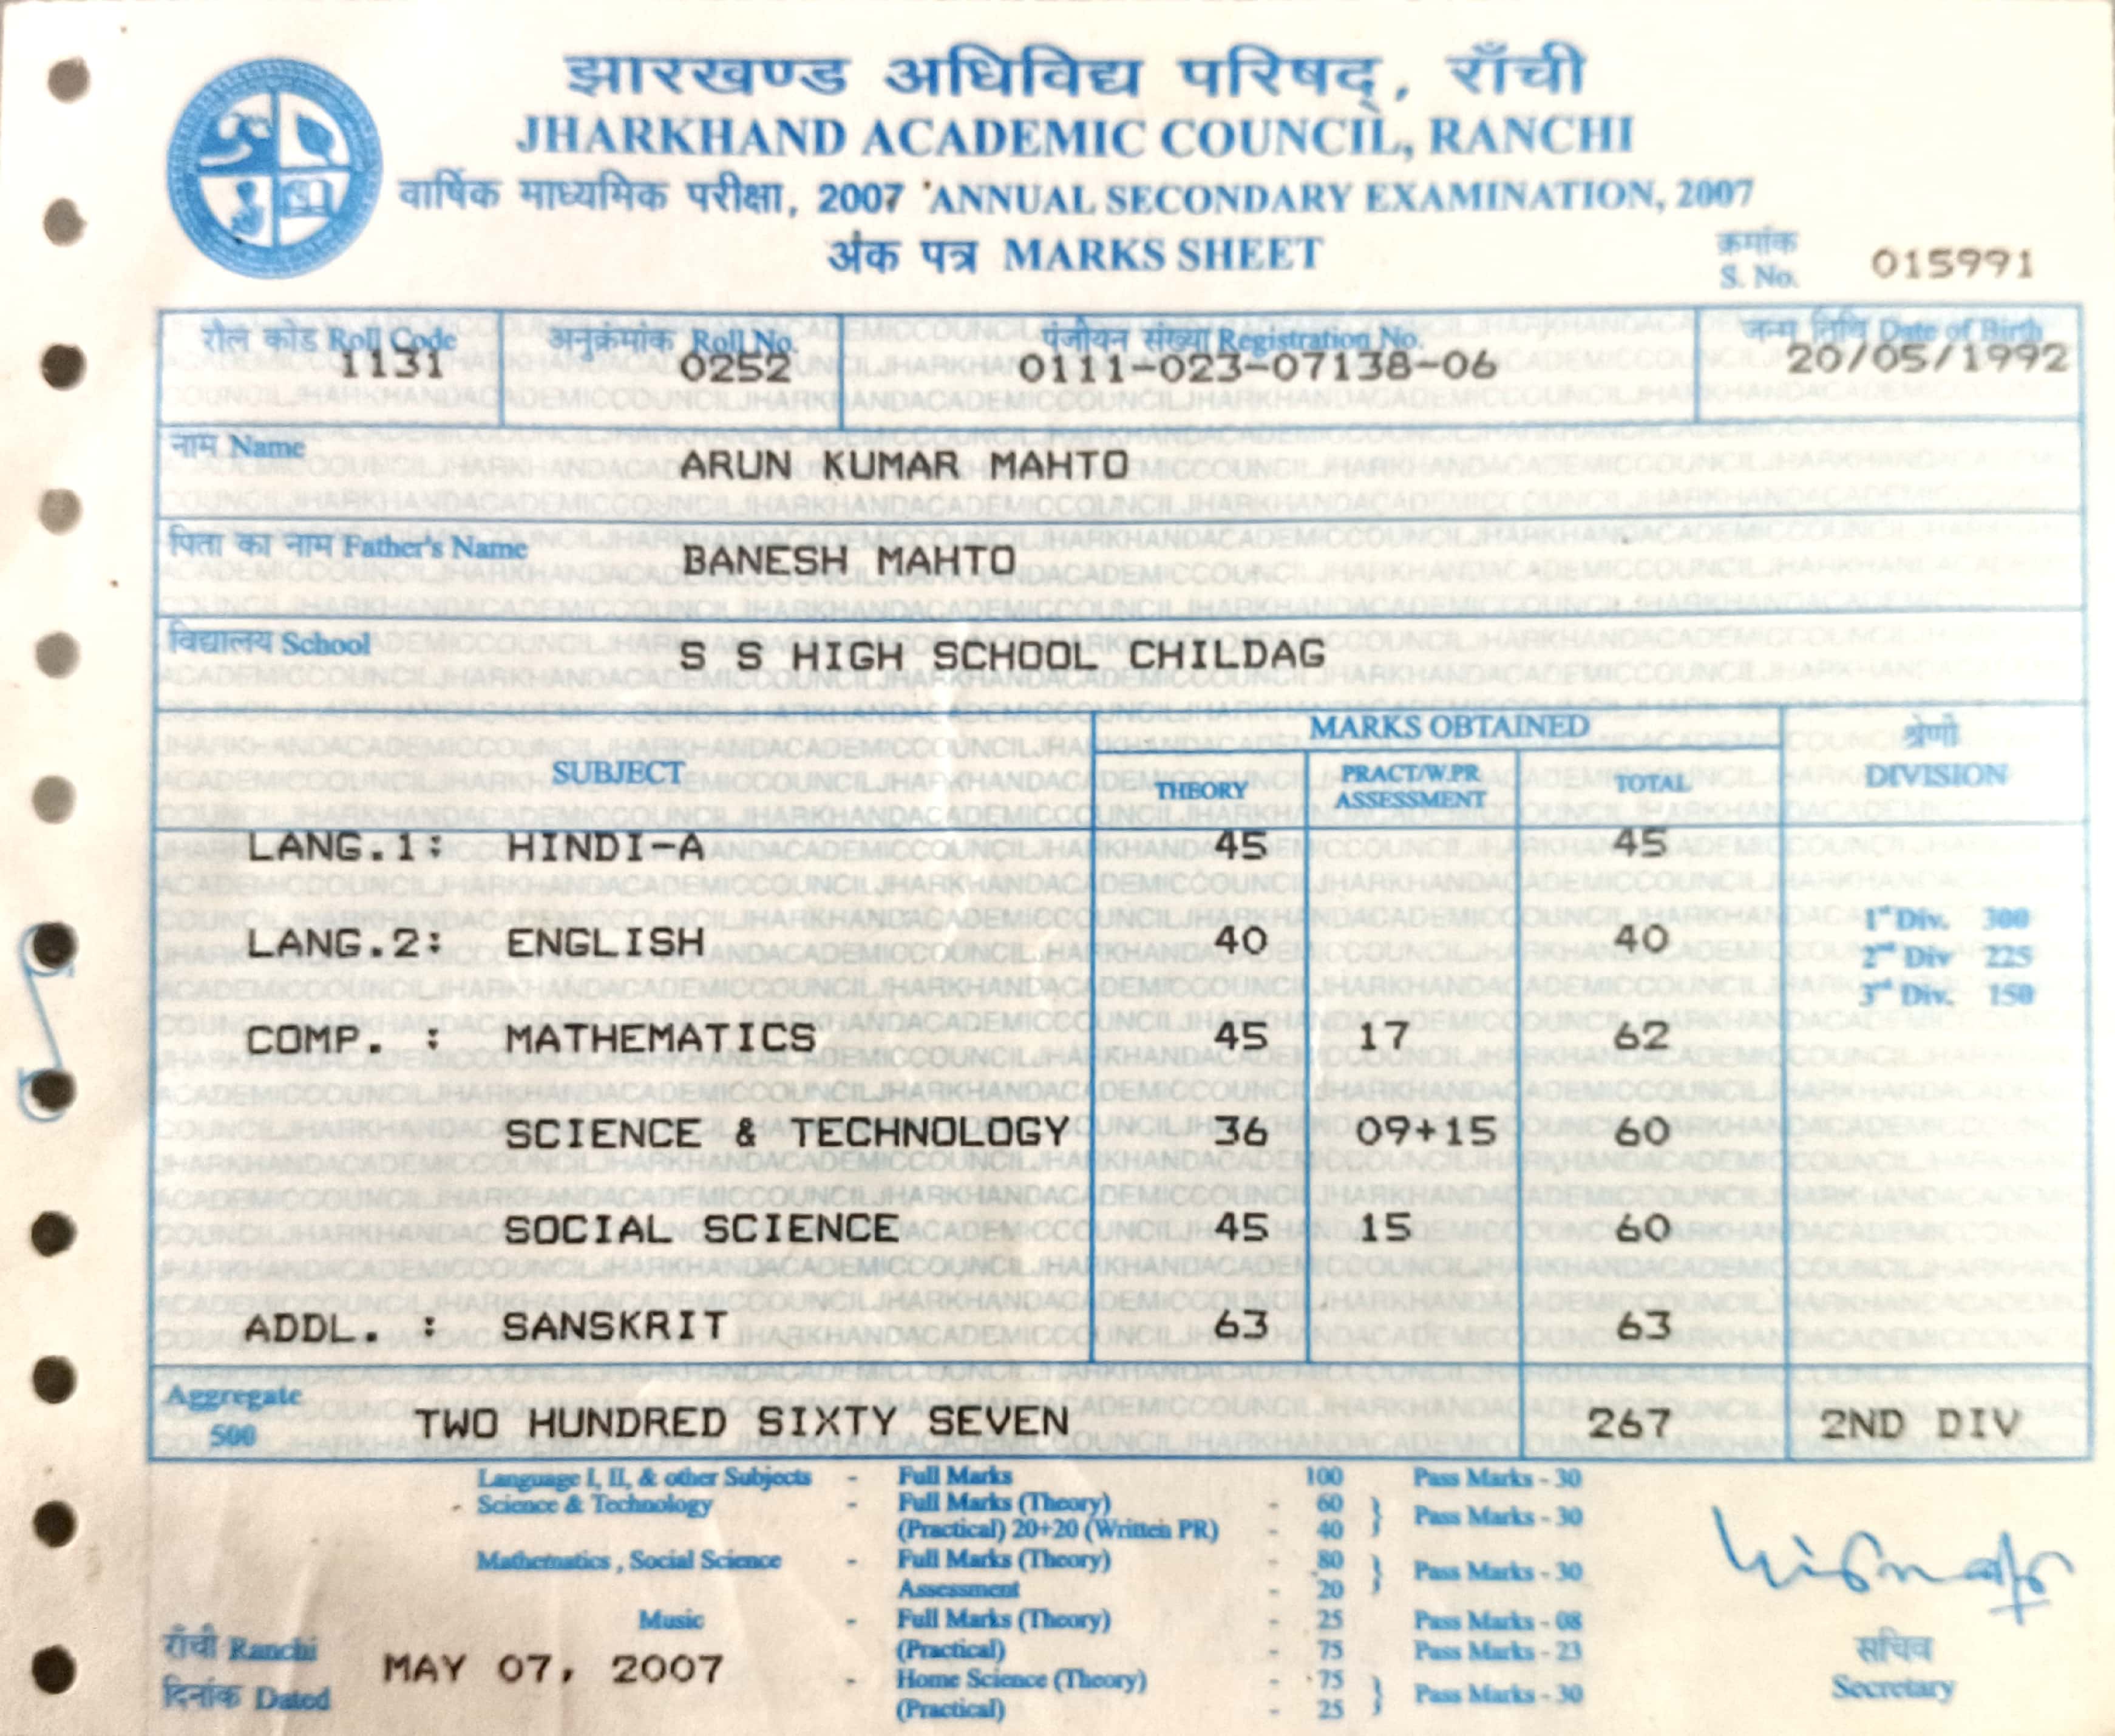 झारखण्ड अधिविद्य परिषद्, राँची
JHARKHAND ACADEMIC COUNCIL, RANCHI
वार्षिक माध्यमिक परीक्षा, 2007 ANNUAL SECONDARY EXAMINATION, 2007
अंक पत्र MARKS SHEET
क्रमांक S. No. 015991
रौल कोड Roll Code अनुक्रमांक Roll No. पंजीयन संख्या Registration No. जन्म तिथि Date of Birth
1131 0252 0111-023-07138-06 20/05/1992
नाम Name ARUN KUMAR MAHTO
पिता का नाम Father's Name BANESH MAHTO
विद्यालय School S S HIGH SCHOOL CHILDAG
MARKS OBTAINED श्रेणी
SUBJECT THEORY PRACT/W.PR ASSESSMENT TOTAL DIVISION
LANG.1: HINDI-A 45 45
LANG.2: ENGLISH 40 40
1st Div. 300
2nd Div 225
3rd Div. 150
COMP. : MATHEMATICS 45 17 62
SCIENCE & TECHNOLOGY 36 09+15 60
SOCIAL SCIENCE 45 15 60
ADDL. : SANSKRIT 63 63
Aggregate 500 TWO HUNDRED SIXTY SEVEN 267 2ND DIV
Language I, II, & other Subjects - Full Marks 100 Pass Marks - 30
Science & Technology - Full Marks (Theory) - 60 } Pass Marks - 30
(Practical) 20+20 (Written PR) - 40
Mathematics , Social Science - Full Marks (Theory) - 80 } Pass Marks - 30
Assessment - 20
Music - Full Marks (Theory) - 25 Pass Marks - 08
(Practical) - 75 Pass Marks - 23
- Home Science (Theory) - 75 } Pass Marks - 30
(Practical) - 25
राँची Ranchi
दिनांक Dated MAY 07, 2007
सचिव
Secretary